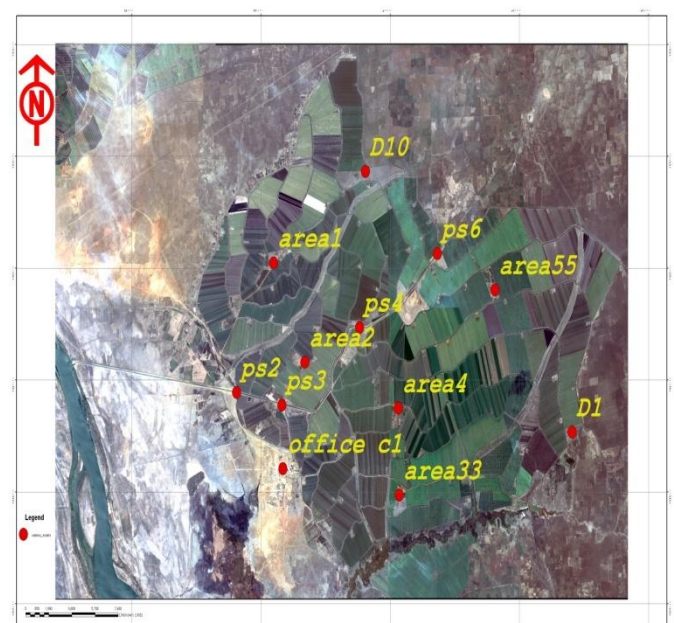 N
D10
ps6
area1
area55
ps4
area2
ps2
ps3
area4
D1
office c1
area33
Legend